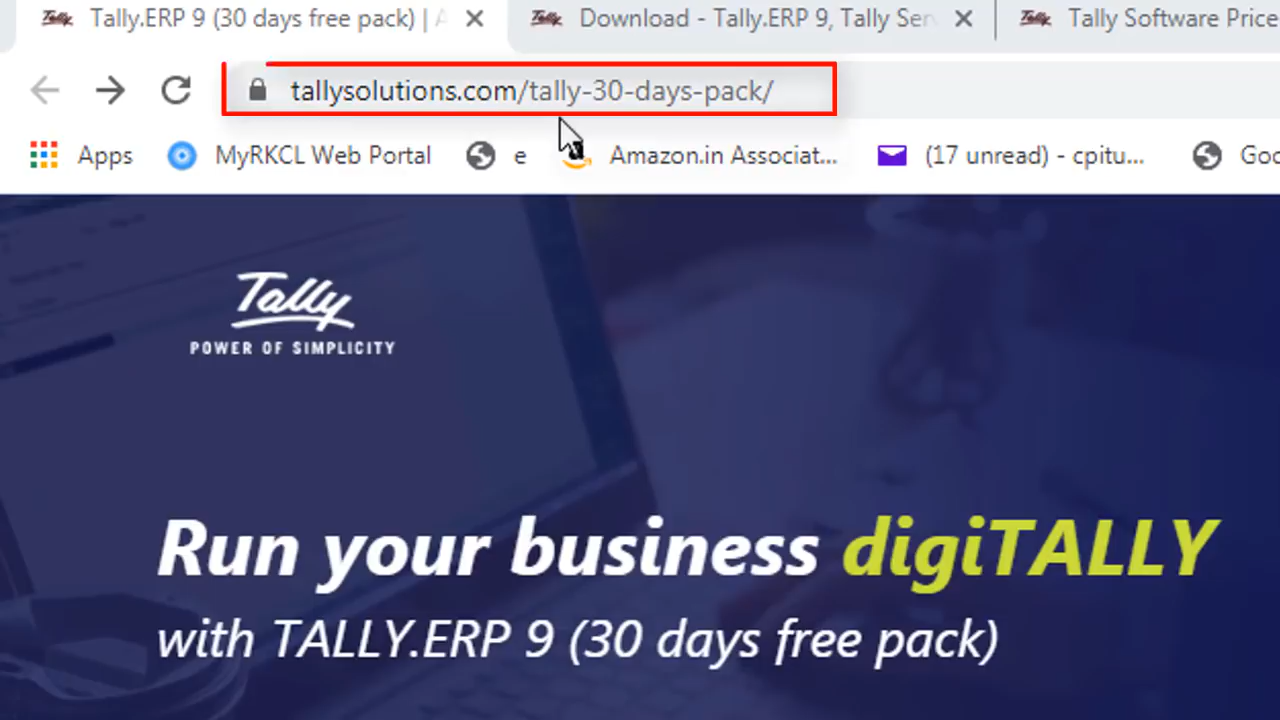 Tally.ERP 9 (30 days free pack) | A
Download - Tally.ERP 9, Tally Ser
Tally Software Price
tallysolutions.com/tally-30-days-pack/
Apps
MyRKCL Web Portal
e
Amazon.in Associat...
(17 unread) - cpitu...
Goo
Tally
POWER OF SIMPLICITY
Run your business digiTALLY
with TALLY.ERP 9 (30 days free pack)